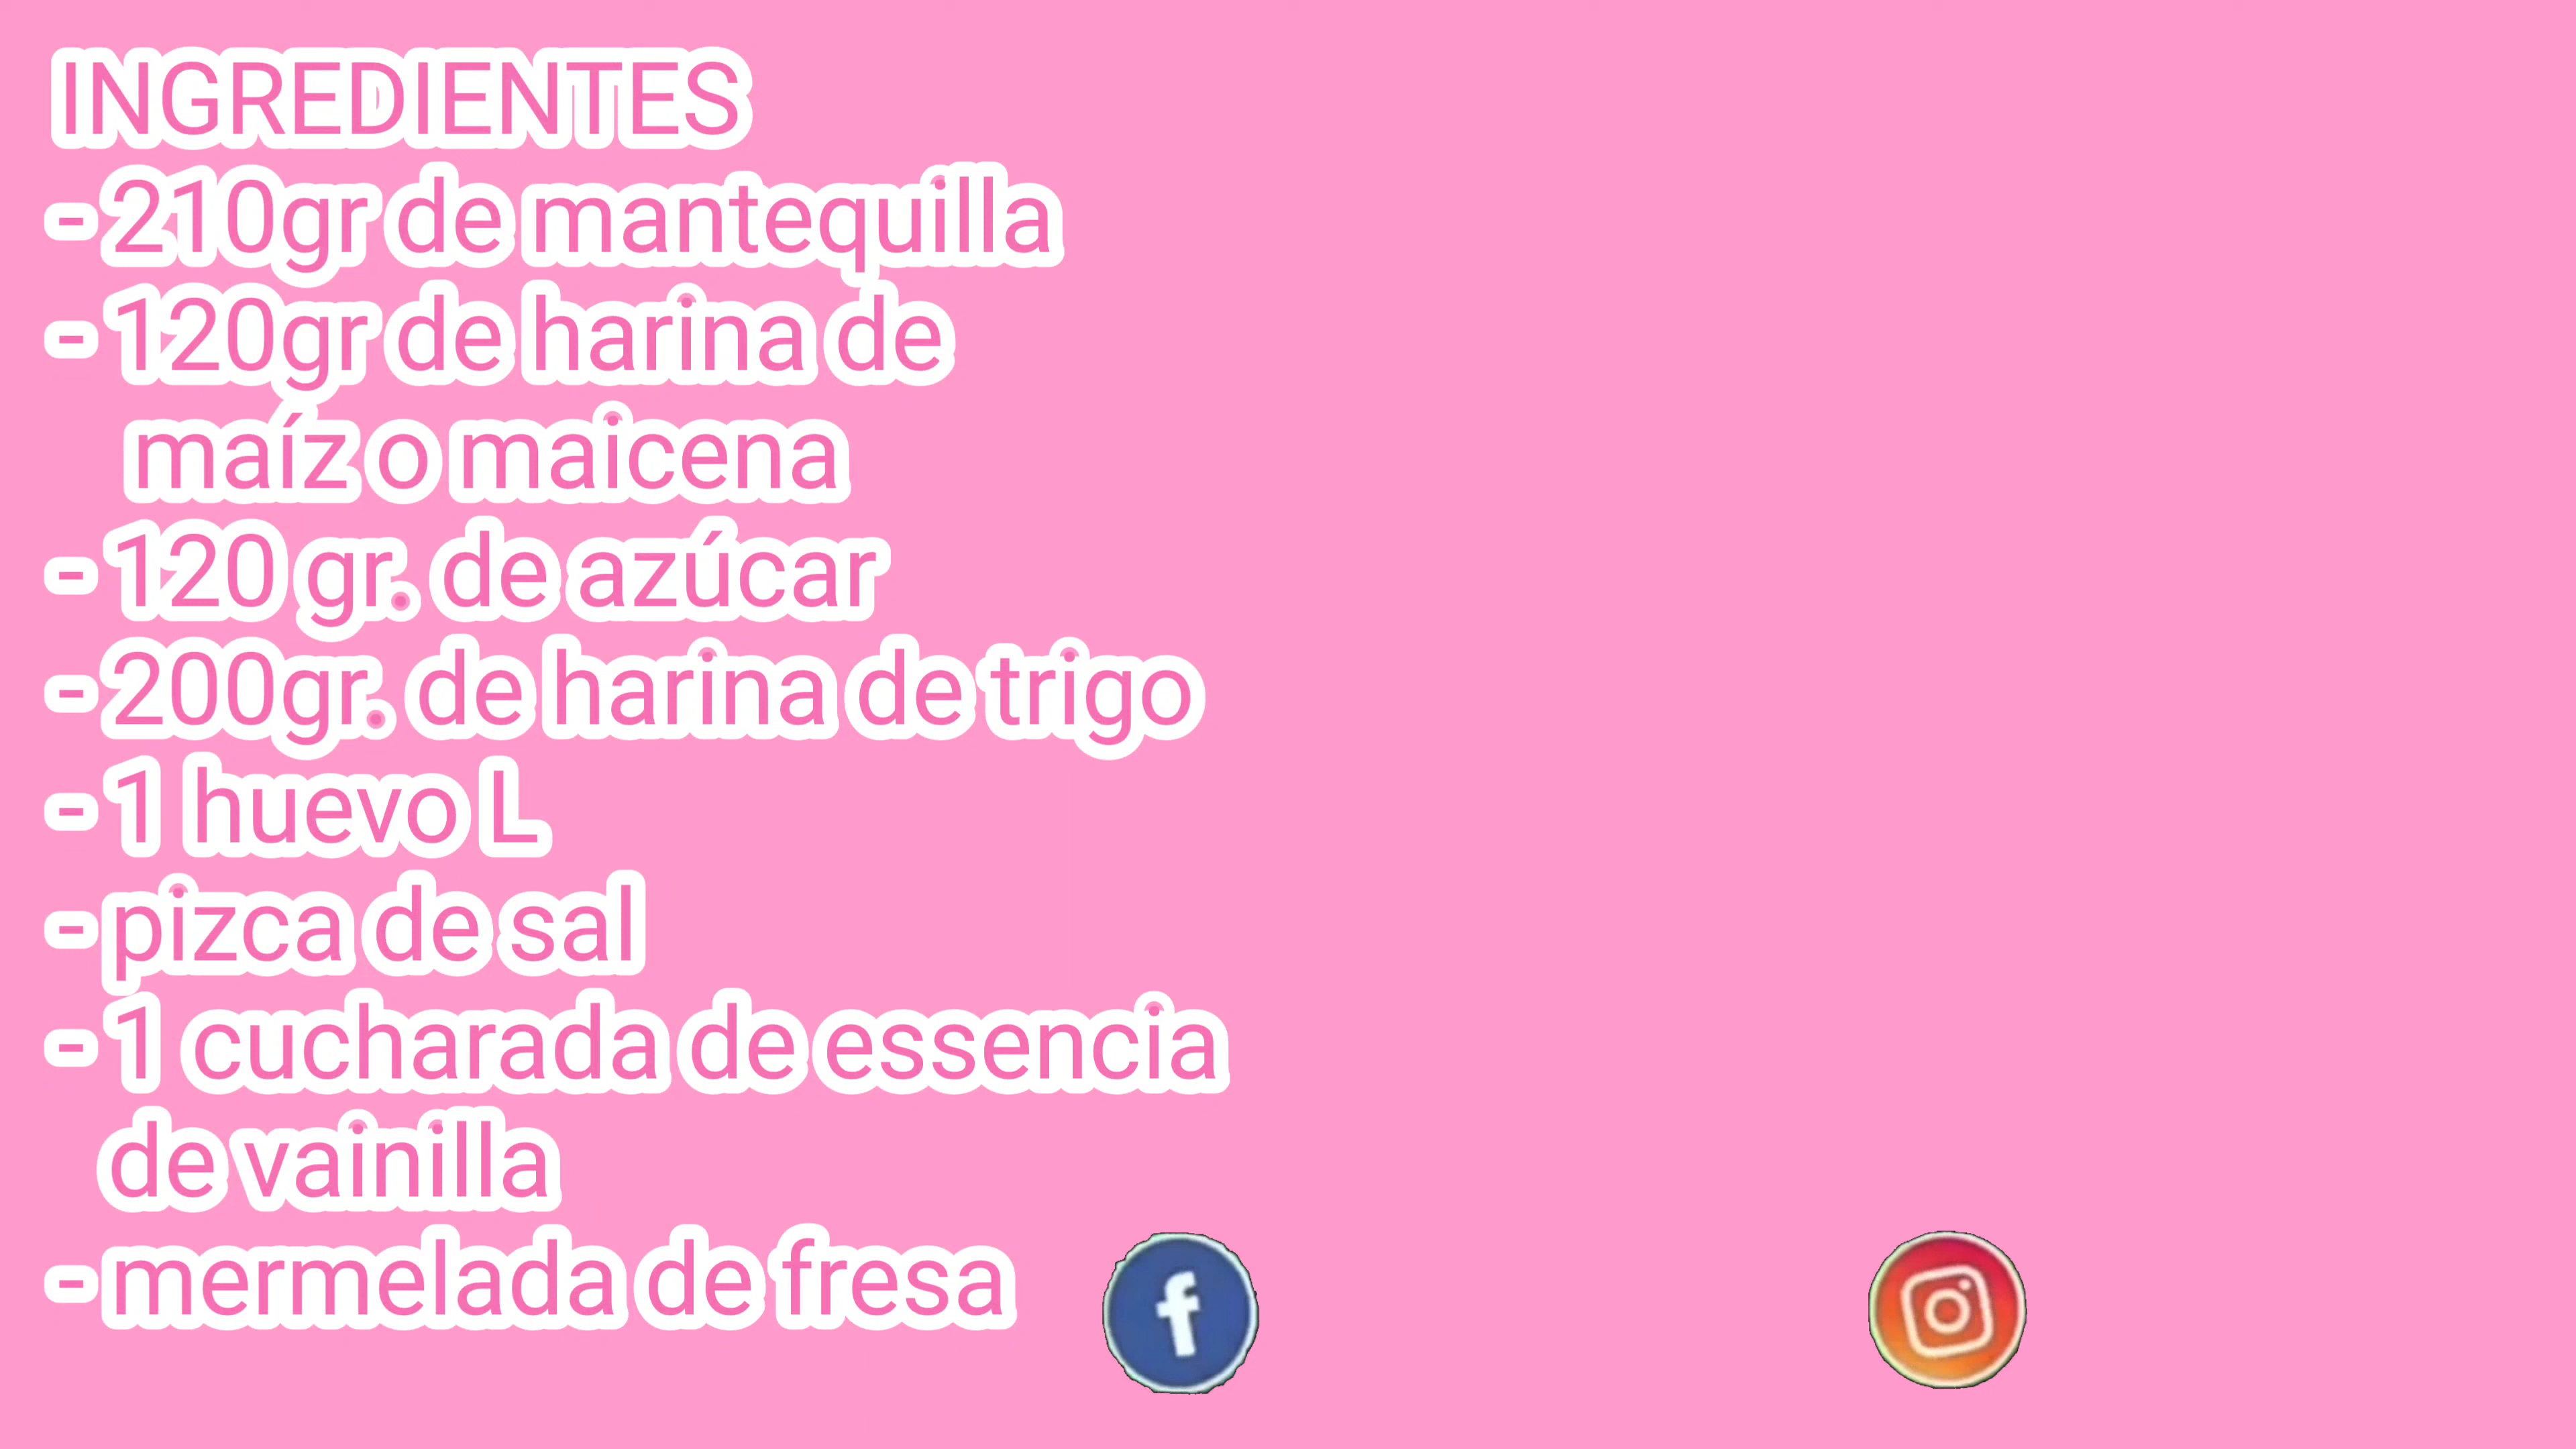 INGREDIENTES
- 210gr de mantequilla
- 120gr de harina de
maíz o maicena
- 120 gr. de azúcar
- 200gr. de harina de trigo
- 1 huevo L
- pizca de sal
- 1 cucharada de essencia
de vainilla
- mermelada de fresa